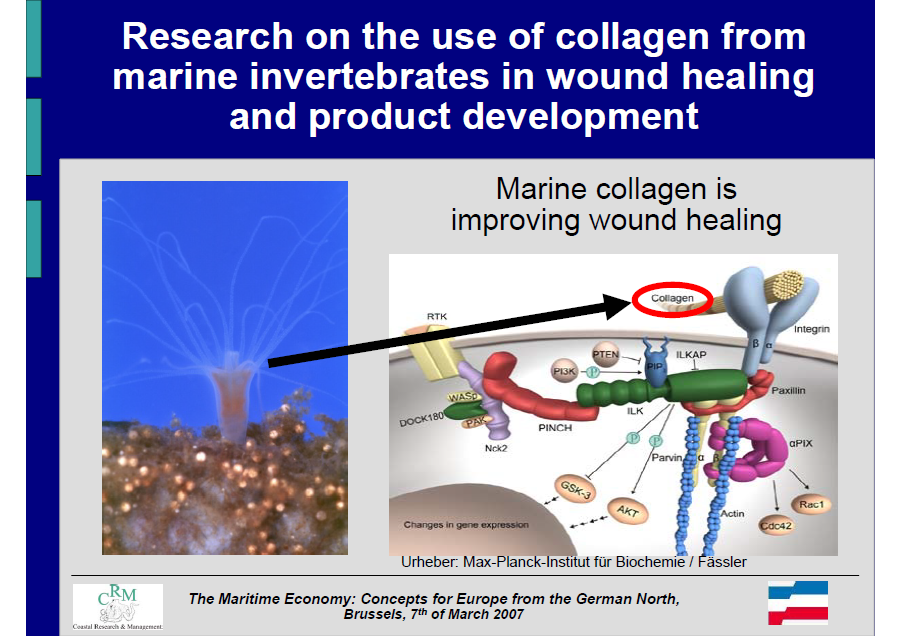 Research on the use of collagen from
marine invertebrates in wound healing
and product development
Marine collagen is
improving wound healing
Collagen
RTK
Integrin
β α
PTEN
ILKAP
PI3K
P
PIP
Paxillin
WASp
DOCK180
PAK
ILK
PINCH
Nck2
P
P
Parvin
α
β
αPIX
GSK-3
AKT
Actin
Rac1
Cdc42
Changes in gene expression
Urheber: Max-Planck-Institut für Biochemie / Fässler
CRM
Coastal Research & Management
The Maritime Economy: Concepts for Europe from the German North,
Brussels, 7th of March 2007